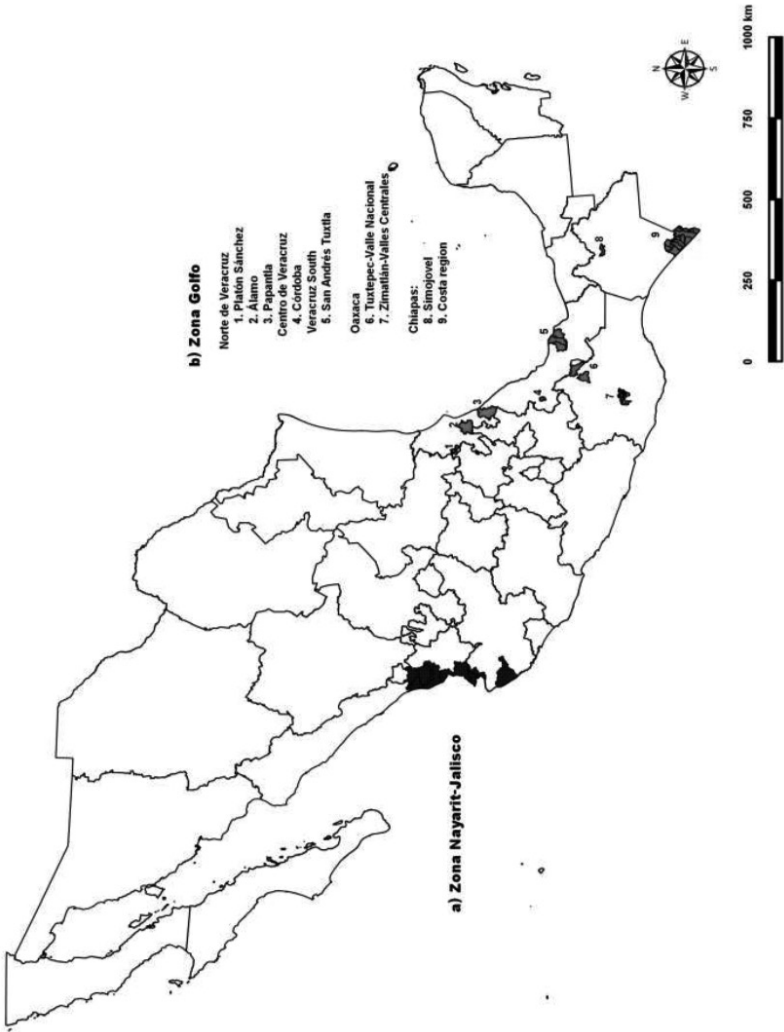 b) Zona Golfo
Norte de Veracruz
1. Platón Sánchez
2. Álamo
3. Papantla
Centro de Veracruz
4. Córdoba
Veracruz South
5. San Andrés Tuxtla
Oaxaca
6. Tuxtepec-Valle Nacional
7. Zimatlán-Valles Centrales
Chiapas:
8. Simojovel
9. Costa region
a) Zona Nayarit-Jalisco
1
2
3
4
5
6
7
8
9
N
W
E
S
0 250 500 750 1000 km